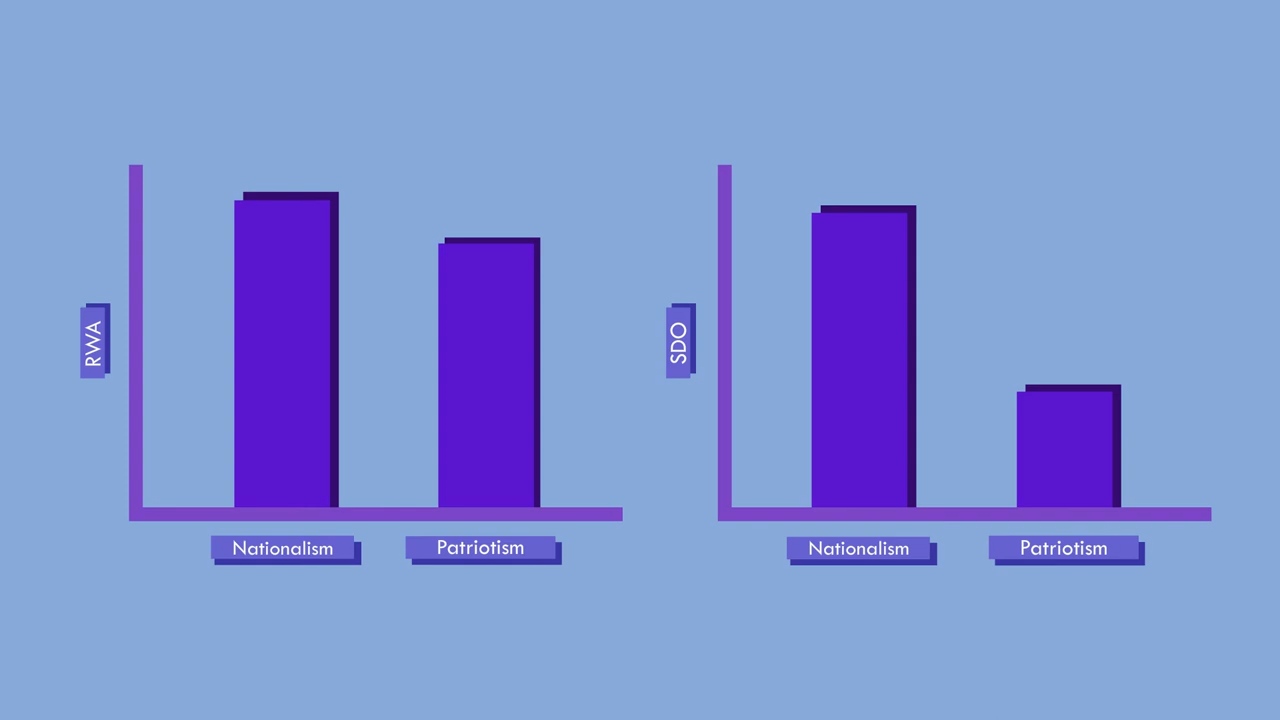 RWA
Nationalism
Patriotism
SDO
Nationalism
Patriotism